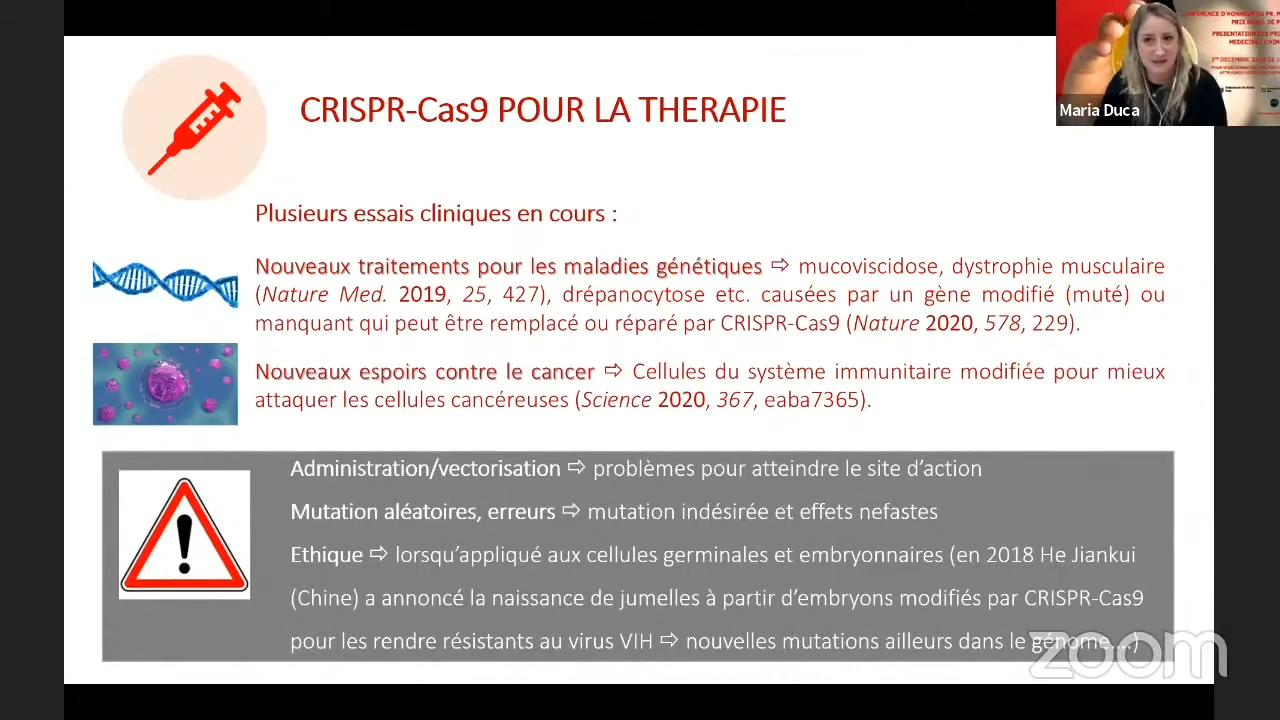 CRISPR-Cas9 POUR LA THERAPIE
Plusieurs essais cliniques en cours :
Nouveaux traitements pour les maladies génétiques ⇨ mucoviscidose, dystrophie musculaire
(Nature Med. 2019, 25, 427), drépanocytose etc. causées par un gène modifié (muté) ou
manquant qui peut être remplacé ou réparé par CRISPR-Cas9 (Nature 2020, 578, 229).
Nouveaux espoirs contre le cancer ⇨ Cellules du système immunitaire modifiée pour mieux
attaquer les cellules cancéreuses (Science 2020, 367, eaba7365).
Administration/vectorisation ⇨ problèmes pour atteindre le site d'action
Mutation aléatoires, erreurs ⇨ mutation indésirée et effets nefastes
Ethique ⇨ lorsqu'appliqué aux cellules germinales et embryonnaires (en 2018 He Jiankui
(Chine) a annoncé la naissance de jumelles à partir d'embryons modifiés par CRISPR-Cas9
pour les rendre résistants au virus VIH ⇨ nouvelles mutations ailleurs dans le génome....)
D'HONNEUR DU PR. M
PRIX
PRESENTATION
Maria Duca
zoom